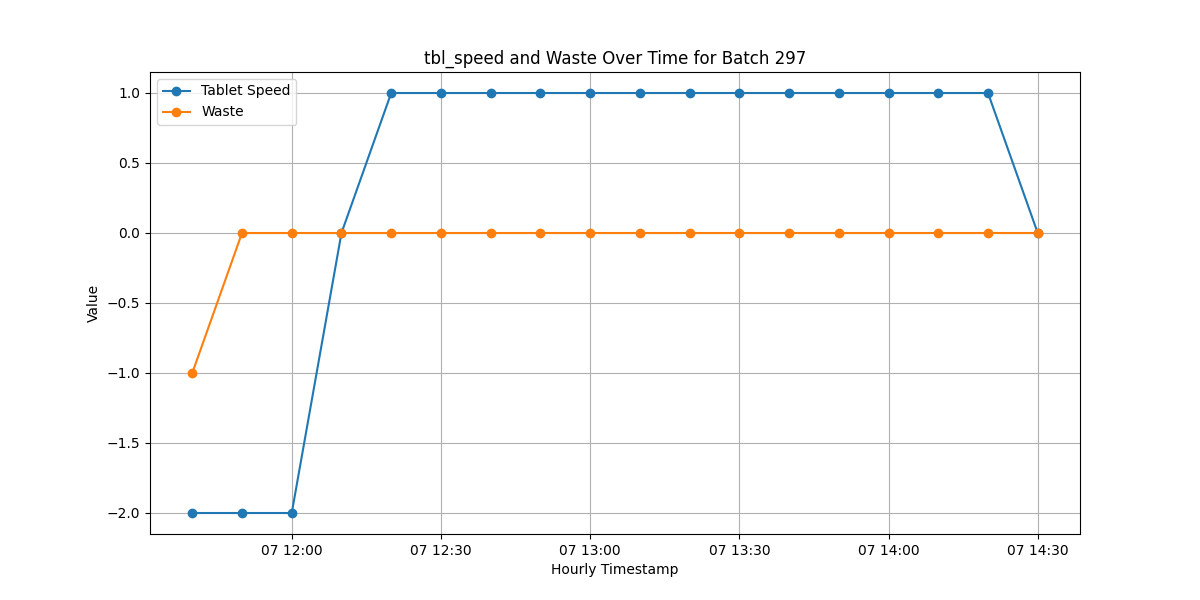 tbl_speed and Waste Over Time for Batch 297
Tablet Speed
Waste
1.0
0.5
0.0
−0.5
−1.0
−1.5
−2.0
Value
07 12:00
07 12:30
07 13:00
07 13:30
07 14:00
07 14:30
Hourly Timestamp